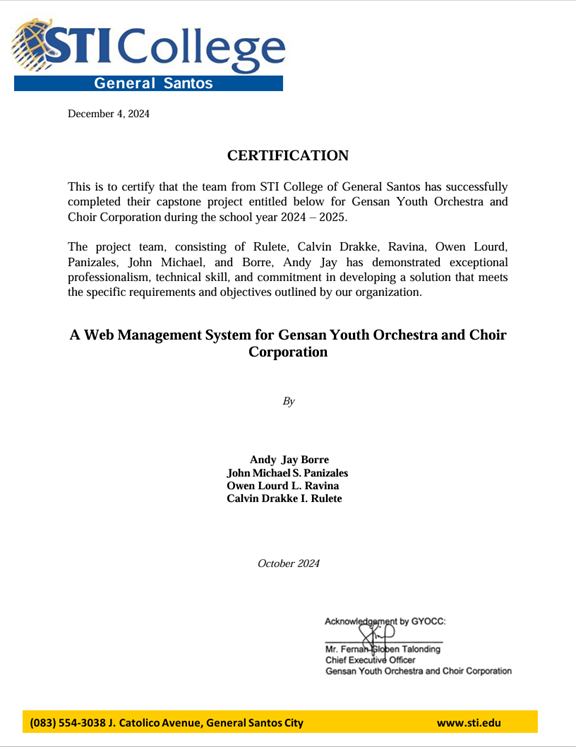 STI College
General Santos
December 4, 2024
CERTIFICATION
This is to certify that the team from STI College of General Santos has successfully
completed their capstone project entitled below for Gensan Youth Orchestra and
Choir Corporation during the school year 2024 – 2025.
The project team, consisting of Rulete, Calvin Drakke, Ravina, Owen Lourd,
Panizales, John Michael, and Borre, Andy Jay has demonstrated exceptional
professionalism, technical skill, and commitment in developing a solution that meets
the specific requirements and objectives outlined by our organization.
A Web Management System for Gensan Youth Orchestra and Choir
Corporation
By
Andy Jay Borre
John Michael S. Panizales
Owen Lourd L. Ravina
Calvin Drakke I. Rulete
October 2024
Acknowledgement by GYOCC:
Mr. Fernan Globen Talonding
Chief Executive Officer
Gensan Youth Orchestra and Choir Corporation
(083) 554-3038 J. Catolico Avenue, General Santos City www.sti.edu